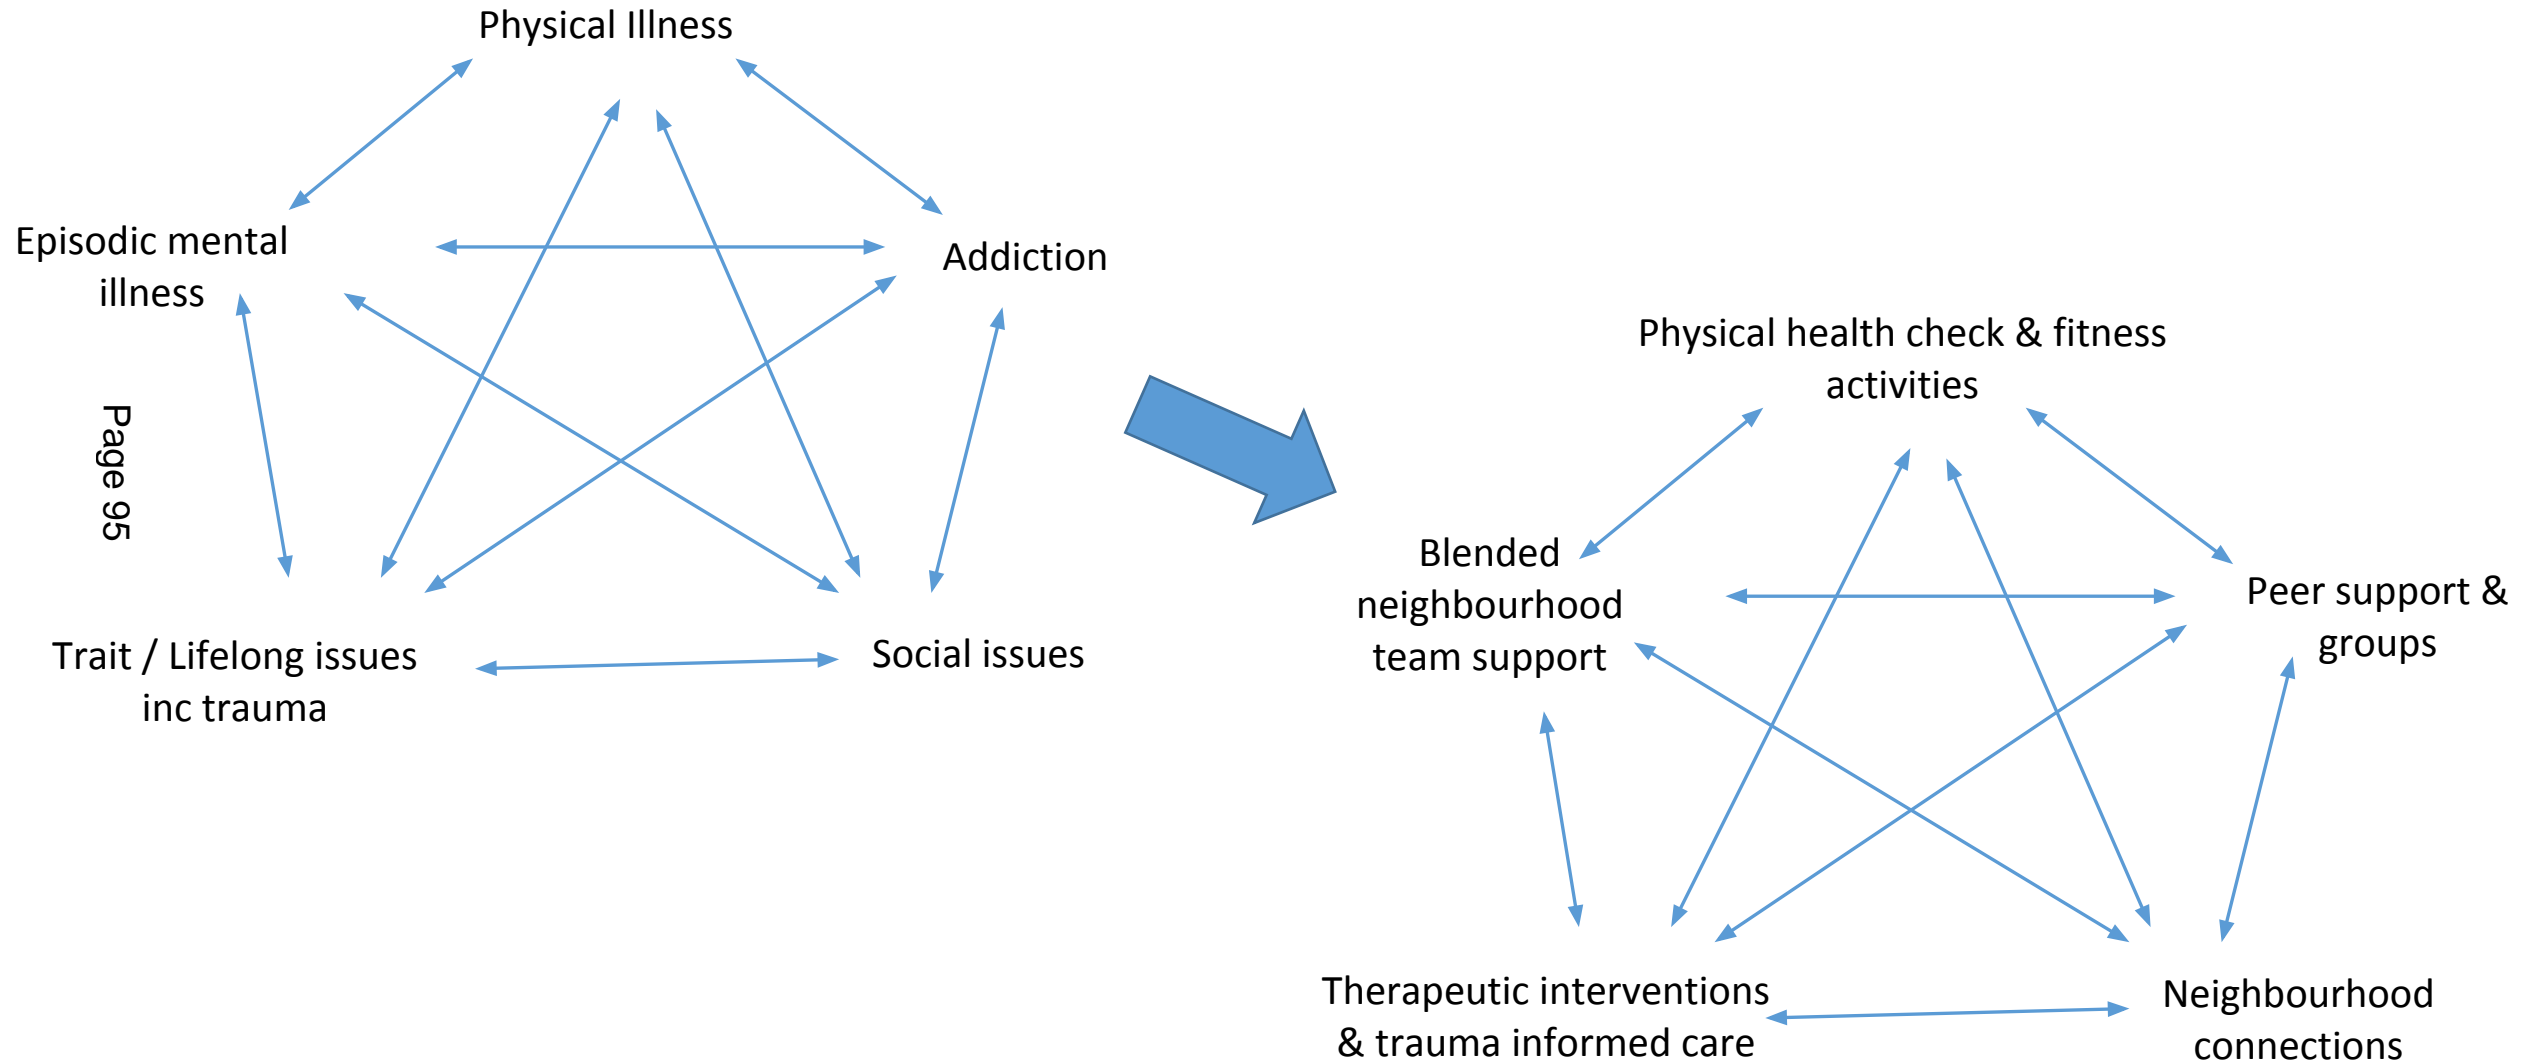 Physical Illness
Episodic mental
illness
Addiction
Page 95
Trait / Lifelong issues
inc trauma
Social issues
Physical health check & fitness
activities
Blended
neighbourhood
team support
Peer support &
groups
Therapeutic interventions
& trauma informed care
Neighbourhood
connections